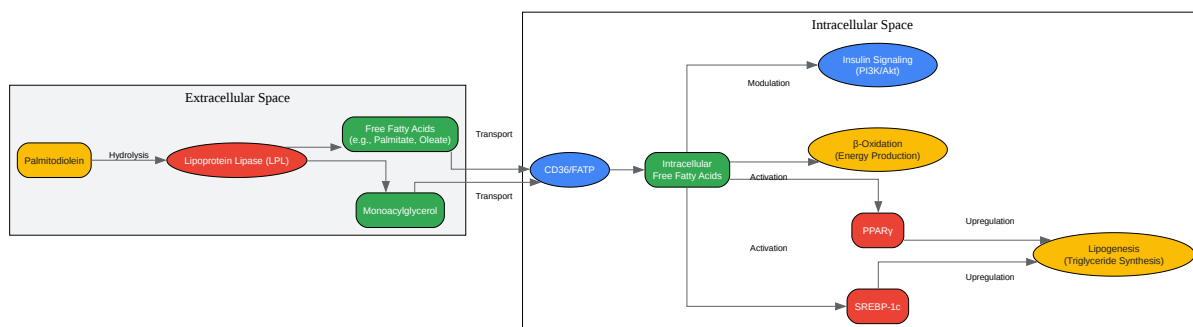 Intracellular Space
Insulin Signaling
(PI3K/Akt)
Modulation
Extracellular Space
Free Fatty Acids
(e.g., Palmitate, Oleate)
Transport
Palmitodiolein
Hydrolysis
Lipoprotein Lipase (LPL)
CD36/FATP
Intracellular
Free Fatty Acids
β-Oxidation
(Energy Production)
Activation
Monoacylglycerol
Transport
PPARγ
Upregulation
Activation
Lipogenesis
(Triglyceride Synthesis)
Upregulation
SREBP-1c